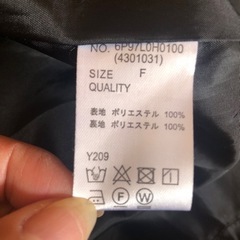 NO. 6P97L0H0100
(4301031)
SIZE F
QUALITY
表地 ポリエステル 100%
裏地 ポリエステル 100%
Y209
F W